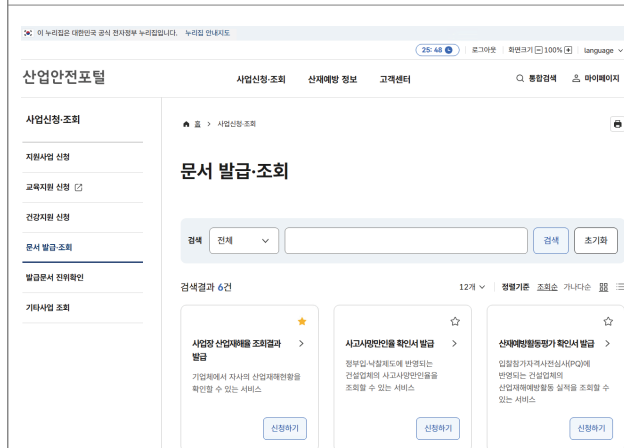 이 누리집은 대한민국 공식 전자정부 누리집입니다. 누리집 안내지도
25: 48 로그아웃 화면크기 - 100% + language
산업안전포털 사업신청·조회 산재예방 정보 고객센터 통합검색 마이페이지
사업신청·조회
지원사업 신청
교육지원 신청
건강지원 신청
문서 발급·조회
발급문서 진위확인
기타사업 조회
홈 > 사업신청·조회
문서 발급·조회
검색 전체 검색 초기화
검색결과 6건 12개 정렬기준 조회순 가나다순
사업장 산업재해율 조회결과 발급 >
기업체에서 자사의 산업재해현황을
확인할 수 있는 서비스
신청하기
사고사망만인율 확인서 발급 >
정부입·낙찰제도에 반영되는
건설업체의 사고사망만인율을
조회할 수 있는 서비스
신청하기
산재예방활동평가 확인서 발급 >
입찰참가자격사전심사(PQ)에
반영되는 건설업체의
산업재해예방활동 실적을 조회할 수
있는 서비스
신청하기